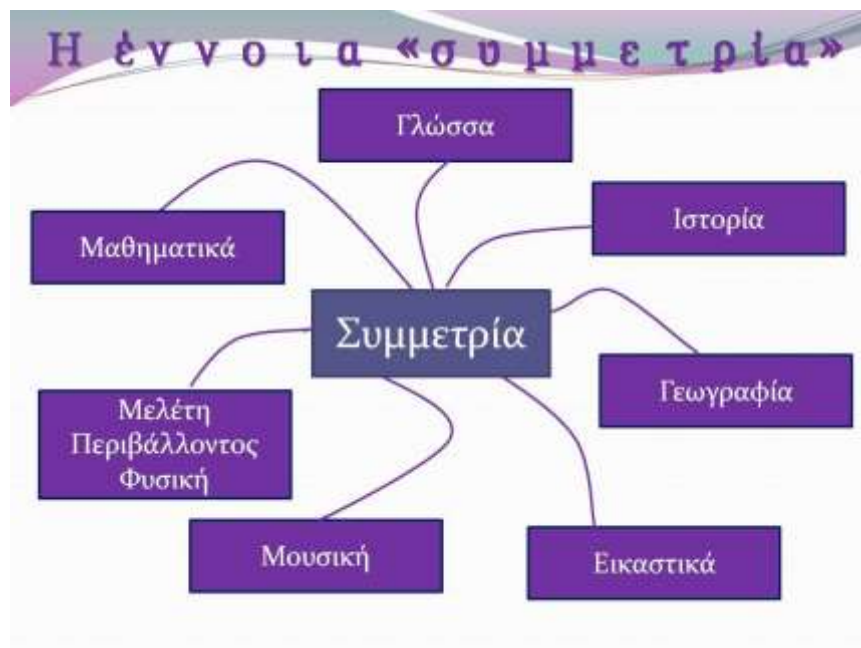 Η έννοια «συμμετρία»
Γλώσσα
Ιστορία
Μαθηματικά
Συμμετρία
Γεωγραφία
Μελέτη
Περιβάλλοντος
Φυσική
Μουσική
Εικαστικά